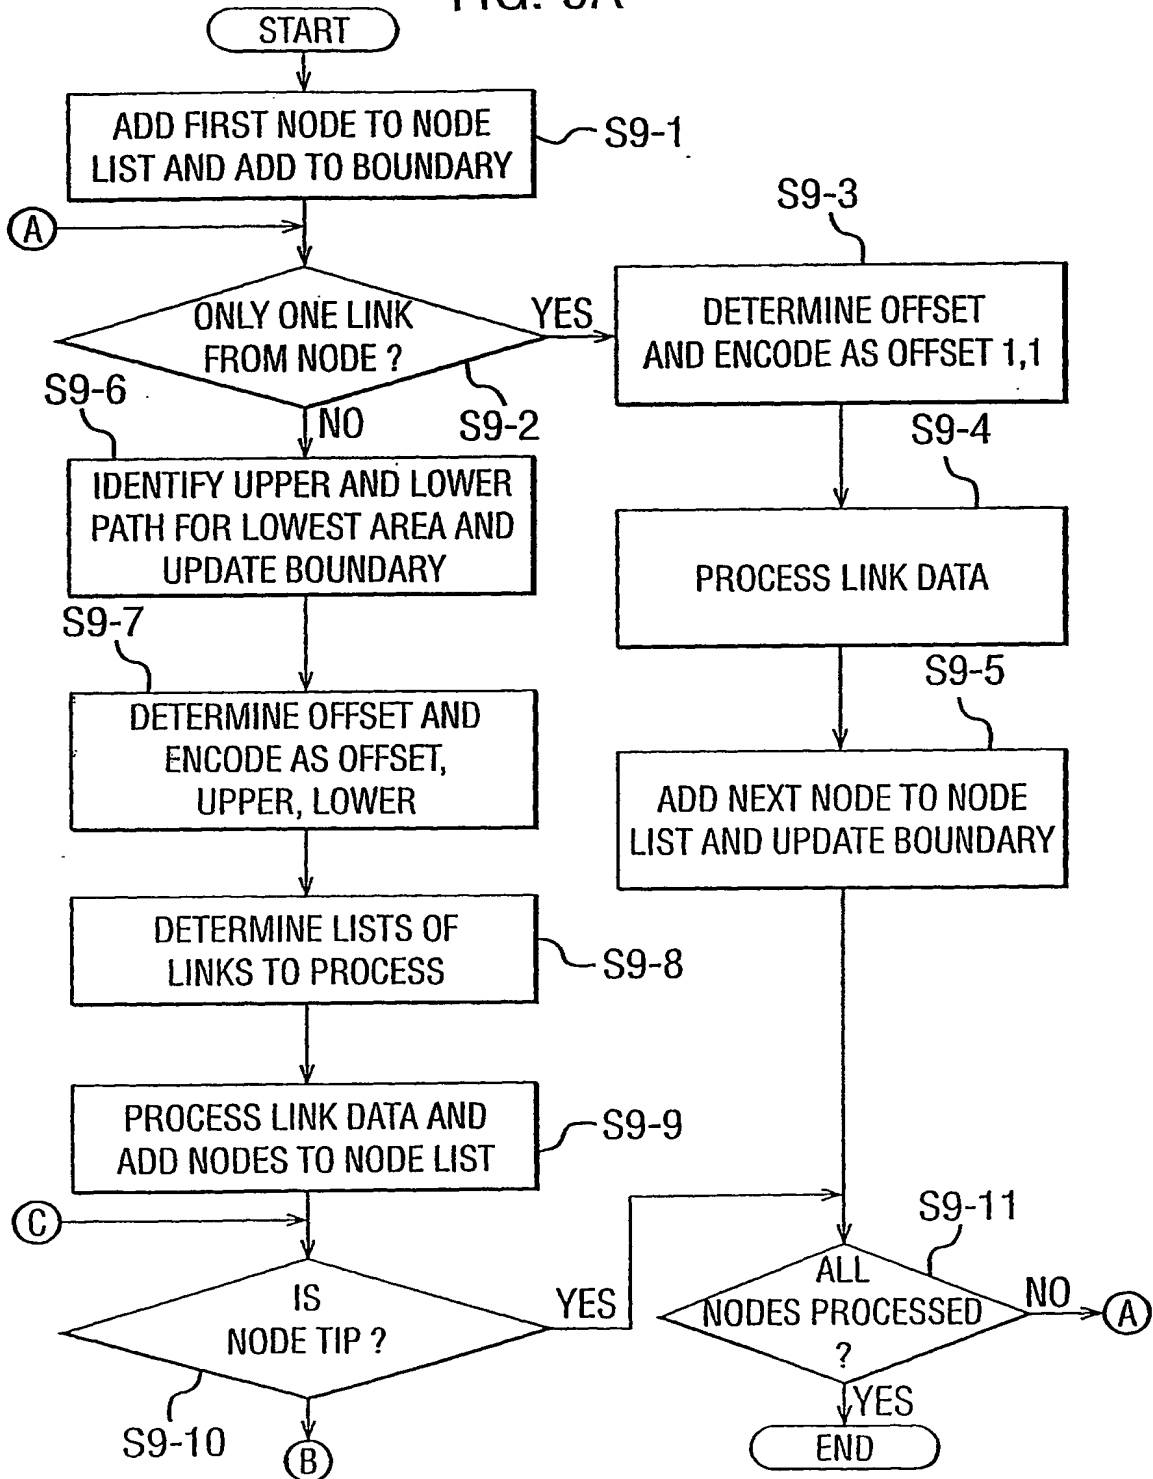 START
ADD FIRST NODE TO NODE
LIST AND ADD TO BOUNDARY
S9-1
A
ONLY ONE LINK
FROM NODE ?
YES
S9-2
NO
S9-3
DETERMINE OFFSET
AND ENCODE AS OFFSET 1,1
S9-4
PROCESS LINK DATA
S9-5
ADD NEXT NODE TO NODE
LIST AND UPDATE BOUNDARY
S9-6
IDENTIFY UPPER AND LOWER
PATH FOR LOWEST AREA AND
UPDATE BOUNDARY
S9-7
DETERMINE OFFSET AND
ENCODE AS OFFSET,
UPPER, LOWER
DETERMINE LISTS OF
LINKS TO PROCESS
S9-8
PROCESS LINK DATA AND
ADD NODES TO NODE LIST
S9-9
C
IS
NODE TIP ?
YES
S9-10
B
S9-11
ALL
NODES PROCESSED
?
NO
A
YES
END